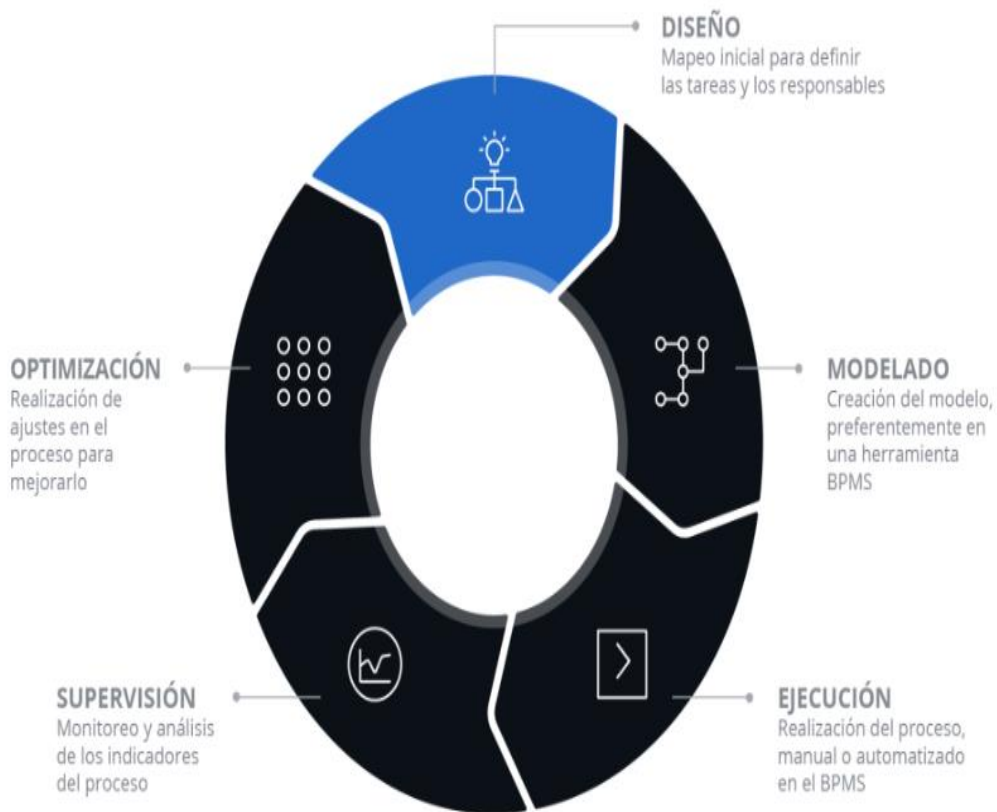 DISEÑO
Mapeo inicial para definir
las tareas y los responsables
MODELADO
Creación del modelo,
preferentemente en
una herramienta
BPMS
EJECUCIÓN
Realización del proceso,
manual o automatizado
en el BPMS
SUPERVISIÓN
Monitoreo y análisis
de los indicadores
del proceso
OPTIMIZACIÓN
Realización de
ajustes en el
proceso para
mejorarlo